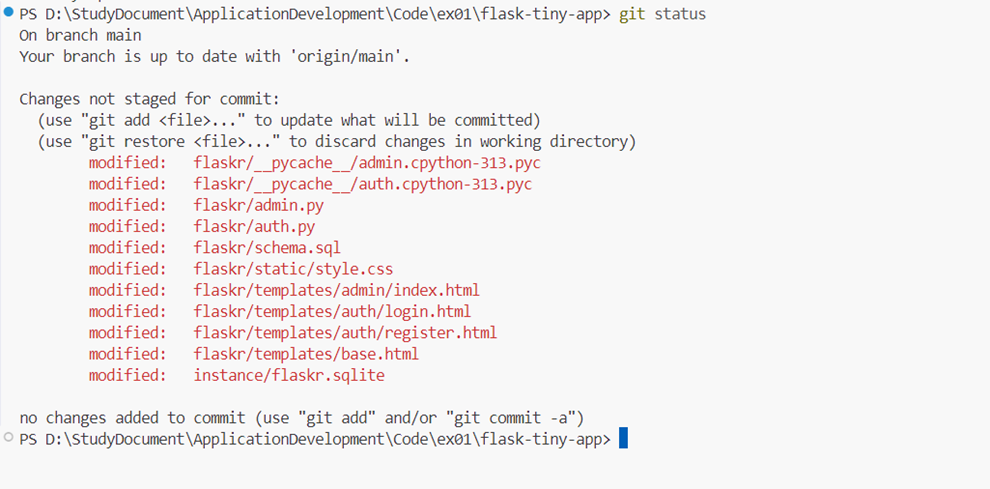 PS D:\StudyDocument\ApplicationDevelopment\Code\ex01\flask-tiny-app> git status
On branch main
Your branch is up to date with 'origin/main'.

Changes not staged for commit:
  (use "git add <file>..." to update what will be committed)
  (use "git restore <file>..." to discard changes in working directory)
        modified:   flaskr/__pycache__/admin.cpython-313.pyc
        modified:   flaskr/__pycache__/auth.cpython-313.pyc
        modified:   flaskr/admin.py
        modified:   flaskr/auth.py
        modified:   flaskr/schema.sql
        modified:   flaskr/static/style.css
        modified:   flaskr/templates/admin/index.html
        modified:   flaskr/templates/auth/login.html
        modified:   flaskr/templates/auth/register.html
        modified:   flaskr/templates/base.html
        modified:   instance/flaskr.sqlite

no changes added to commit (use "git add" and/or "git commit -a")
PS D:\StudyDocument\ApplicationDevelopment\Code\ex01\flask-tiny-app>